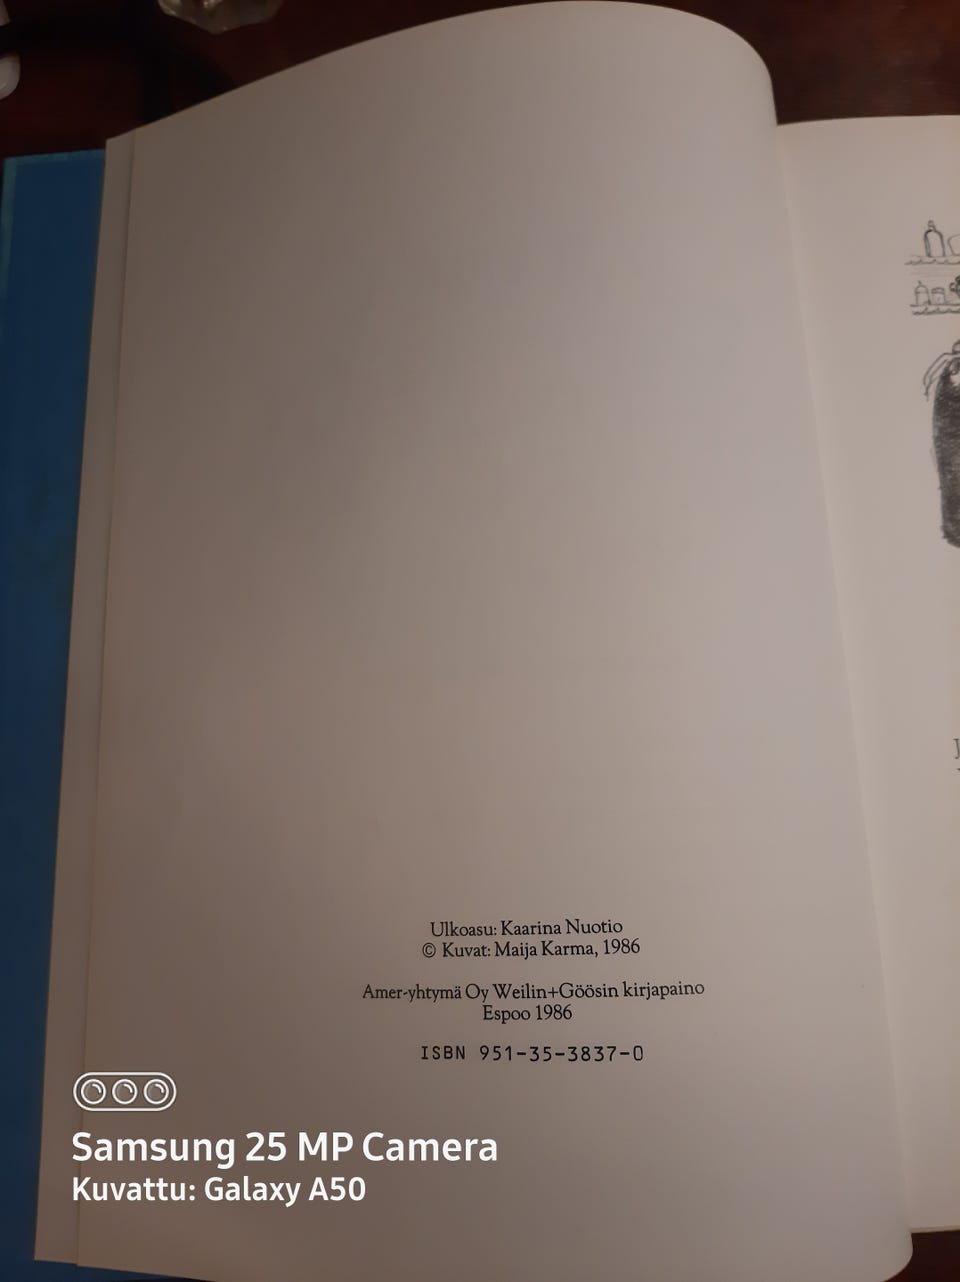 Ulkoasu: Kaarina Nuotio
© Kuvat: Maija Karma, 1986
Amer-yhtymä Oy Weilin+Göösin kirjapaino
Espoo 1986
ISBN 951-35-3837-0
Samsung 25 MP Camera
Kuvattu: Galaxy A50